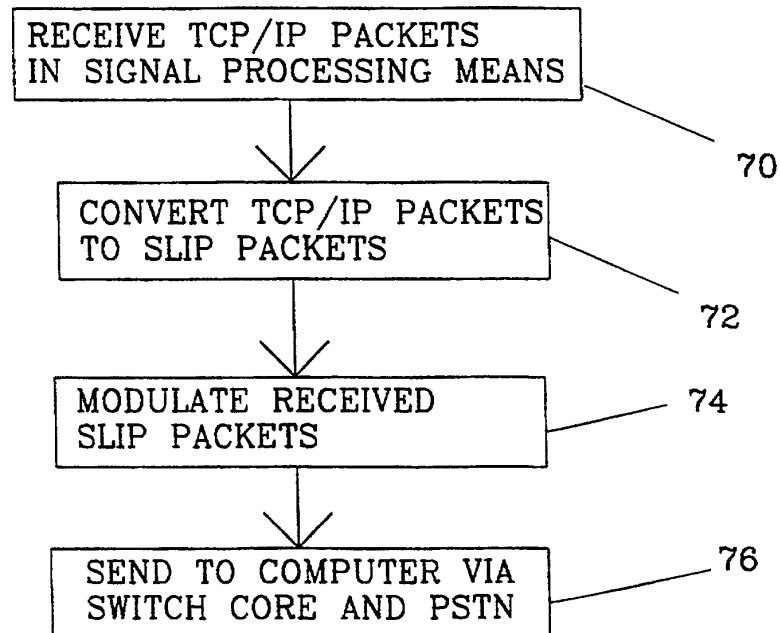 RECEIVE TCP/IP PACKETS
IN SIGNAL PROCESSING MEANS
70
CONVERT TCP/IP PACKETS
TO SLIP PACKETS
72
MODULATE RECEIVED
SLIP PACKETS
74
SEND TO COMPUTER VIA
SWITCH CORE AND PSTN
76